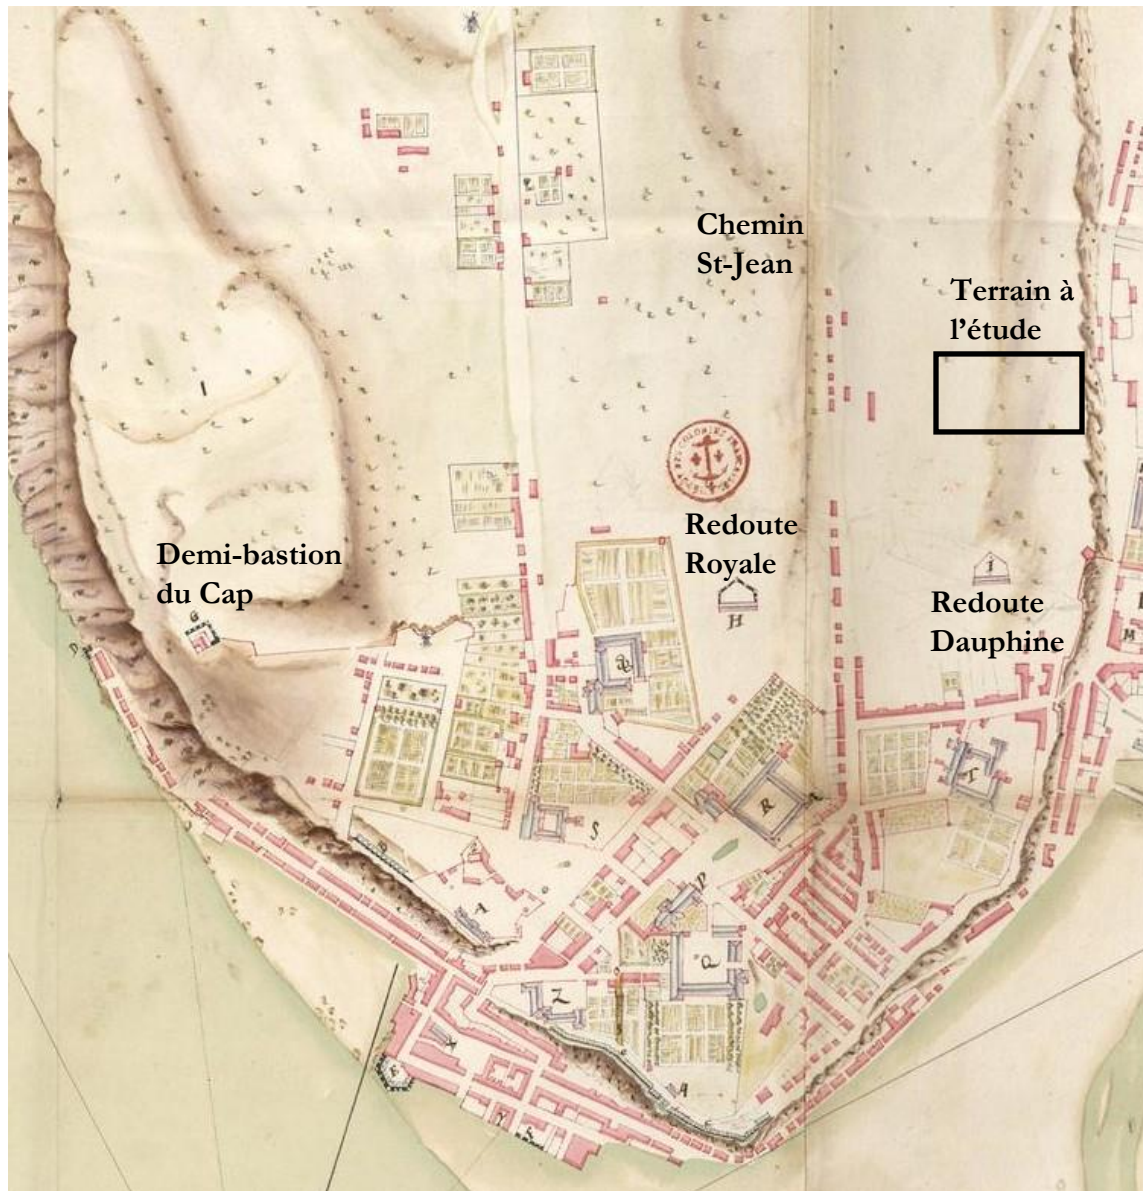 Chemin
St-Jean
Terrain à
l'étude
Redoute
Royale
Demi-bastion
du Cap
Redoute
Dauphine
G
D
H
M
T
R
S
P
Z
A
X
Y